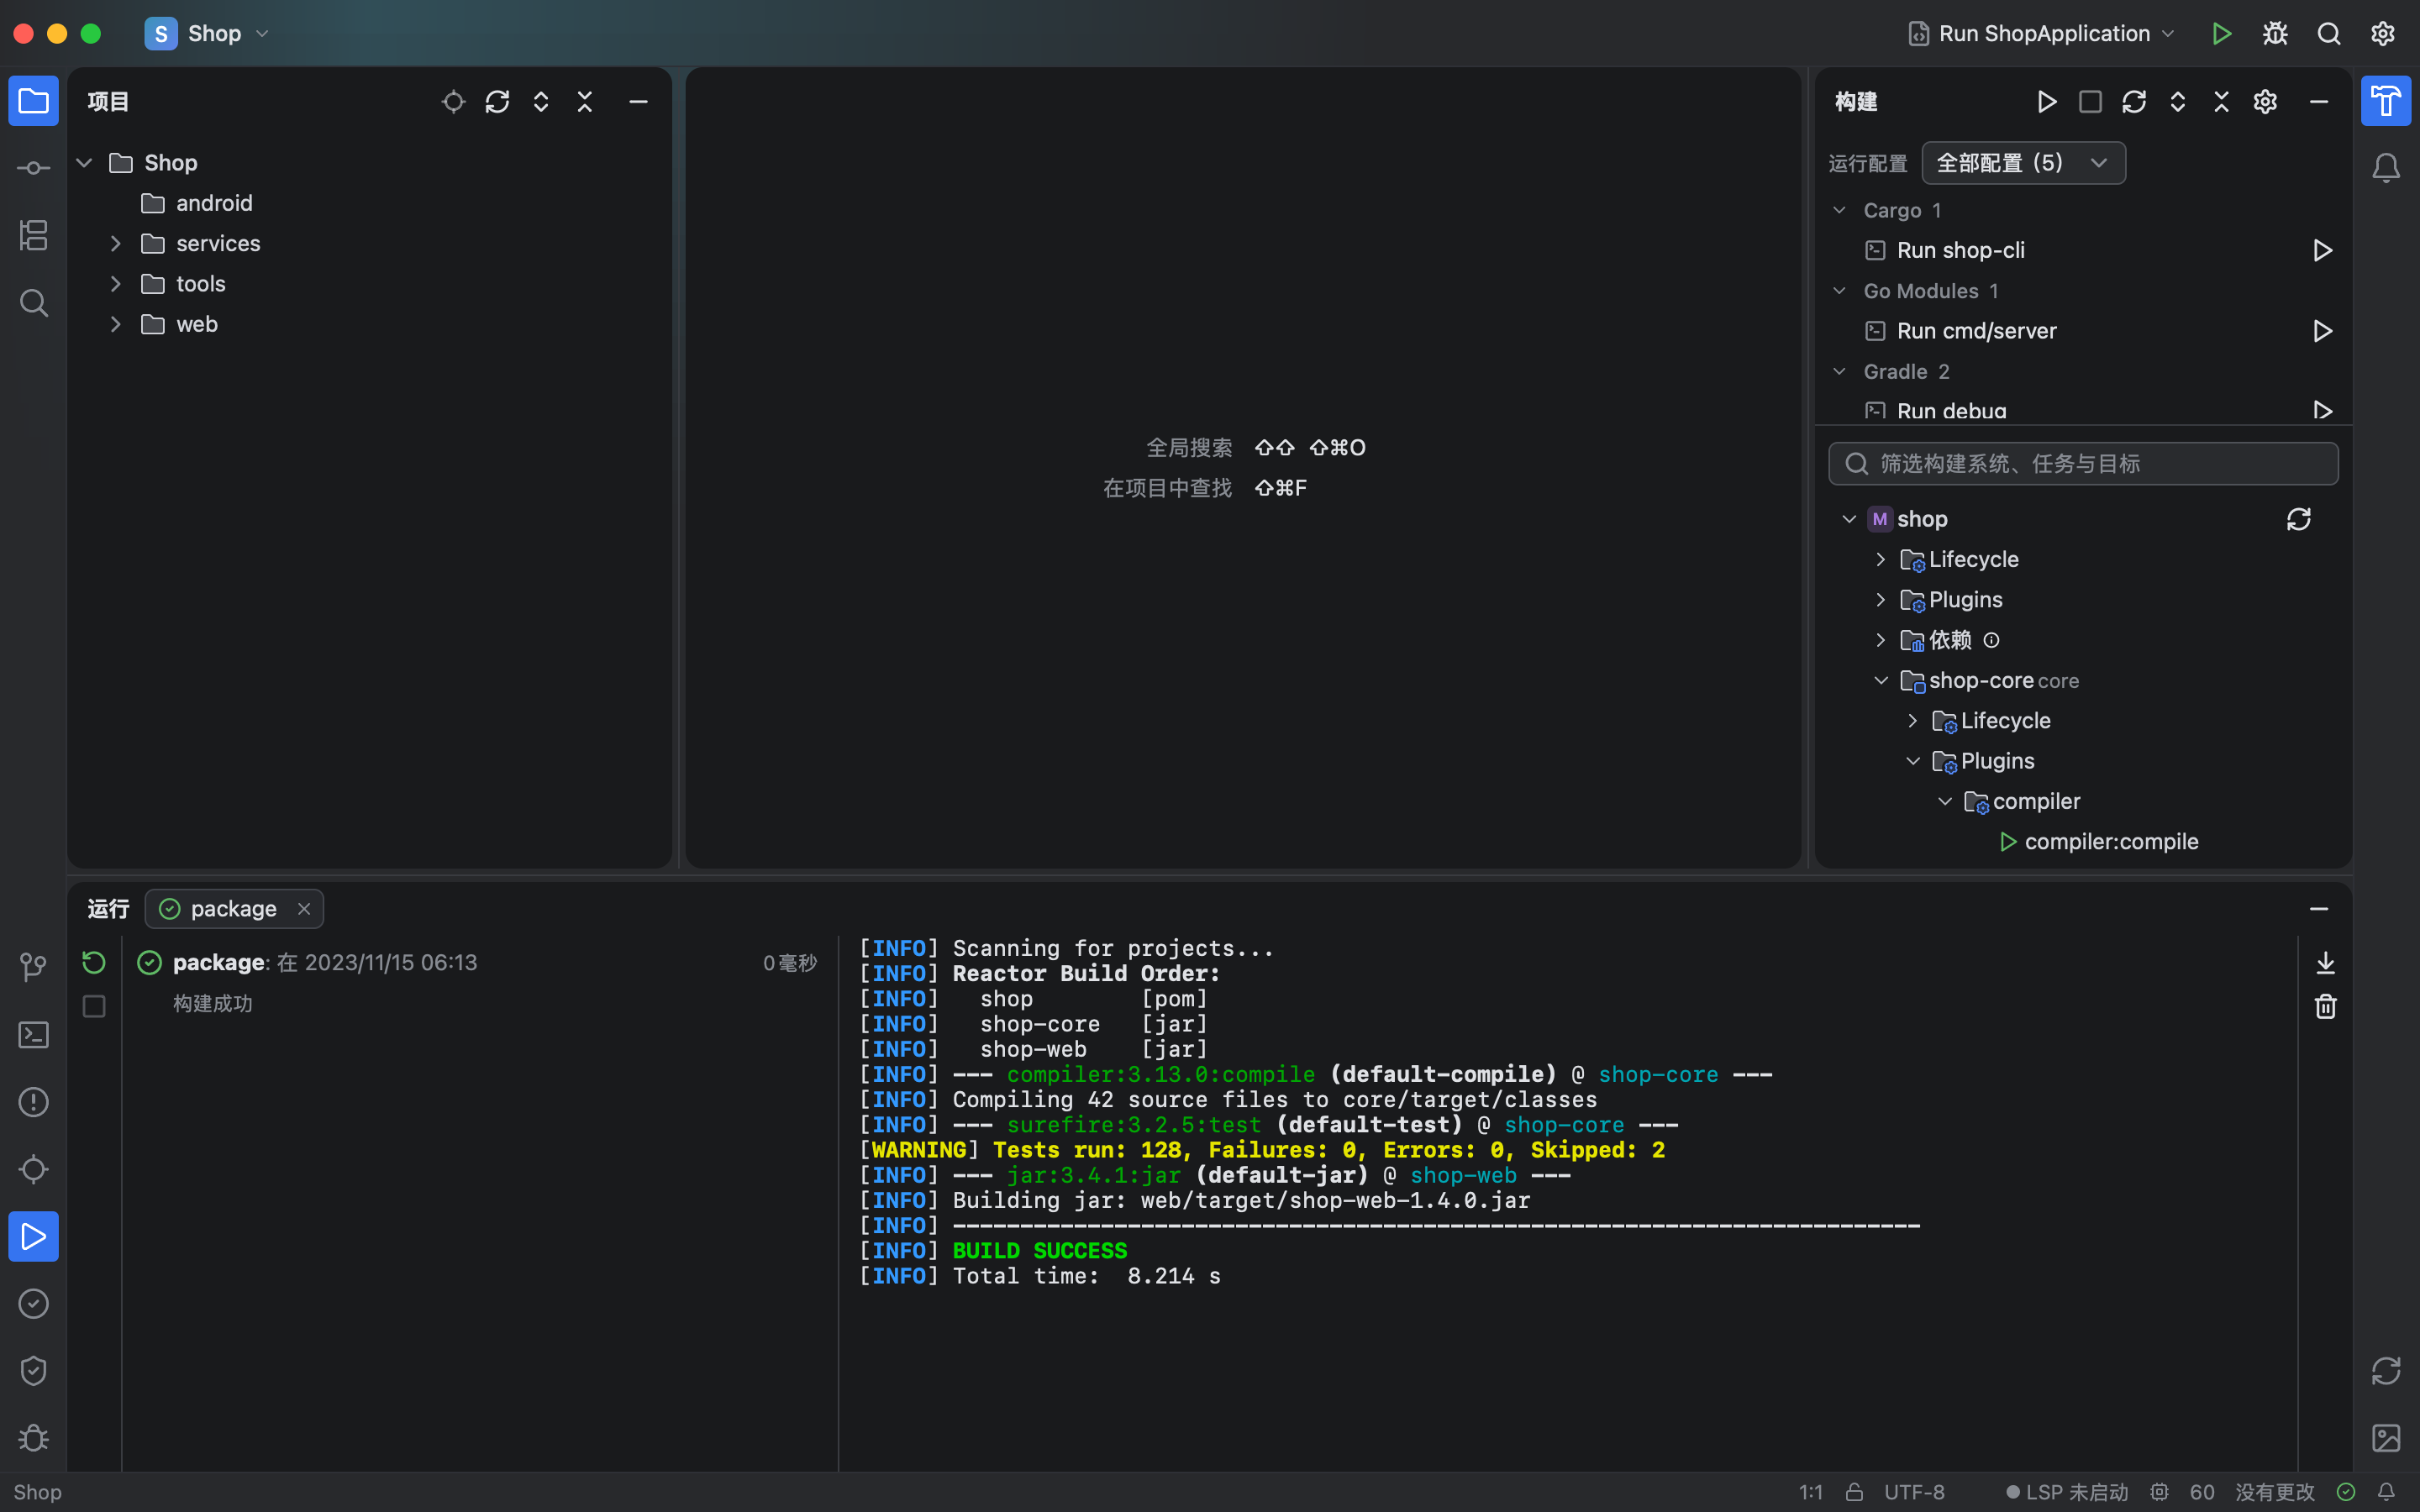 S Shop
Run ShopApplication
项目
Shop
android
services
tools
web
全局搜索 ⇧⇧ ⇧⌘O
在项目中查找 ⇧⌘F
构建
运行配置 全部配置 (5)
Cargo 1
Run shop-cli
Go Modules 1
Run cmd/server
Gradle 2
Run debug
筛选构建系统、任务与目标
M shop
Lifecycle
Plugins
依赖
shop-core core
Lifecycle
Plugins
compiler
compiler:compile
运行 package
package: 在 2023/11/15 06:13 0 毫秒
构建成功
[INFO] Scanning for projects...
[INFO] Reactor Build Order:
[INFO]   shop        [pom]
[INFO]   shop-core   [jar]
[INFO]   shop-web    [jar]
[INFO] --- compiler:3.13.0:compile (default-compile) @ shop-core ---
[INFO] Compiling 42 source files to core/target/classes
[INFO] --- surefire:3.2.5:test (default-test) @ shop-core ---
[WARNING] Tests run: 128, Failures: 0, Errors: 0, Skipped: 2
[INFO] --- jar:3.4.1:jar (default-jar) @ shop-web ---
[INFO] Building jar: web/target/shop-web-1.4.0.jar
[INFO] ------------------------------------------------------------------------
[INFO] BUILD SUCCESS
[INFO] Total time:  8.214 s
Shop
1:1 UTF-8 LSP 未启动 60 没有更改